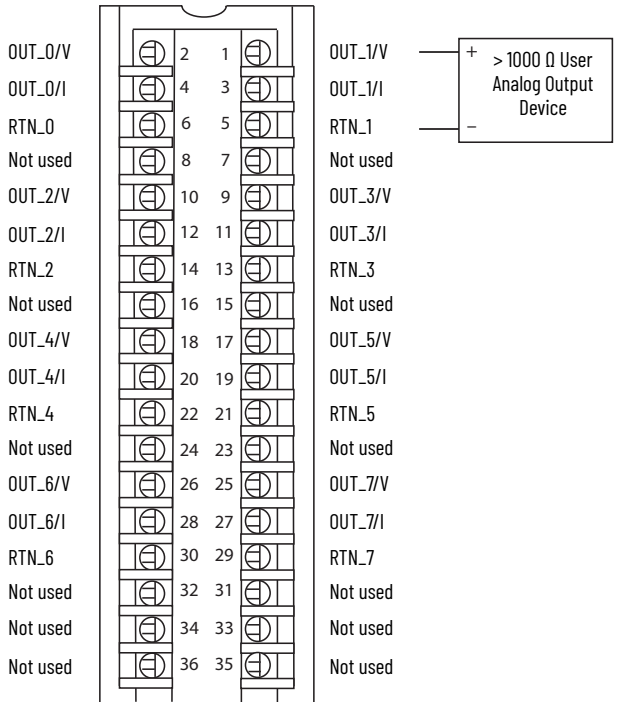 OUT_0/V 2 1 OUT_1/V + > 1000 Ω User
OUT_0/I 4 3 OUT_1/I Analog Output
Device
RTN_0 6 5 RTN_1 −
Not used 8 7 Not used
OUT_2/V 10 9 OUT_3/V
OUT_2/I 12 11 OUT_3/I
RTN_2 14 13 RTN_3
Not used 16 15 Not used
OUT_4/V 18 17 OUT_5/V
OUT_4/I 20 19 OUT_5/I
RTN_4 22 21 RTN_5
Not used 24 23 Not used
OUT_6/V 26 25 OUT_7/V
OUT_6/I 28 27 OUT_7/I
RTN_6 30 29 RTN_7
Not used 32 31 Not used
Not used 34 33 Not used
Not used 36 35 Not used